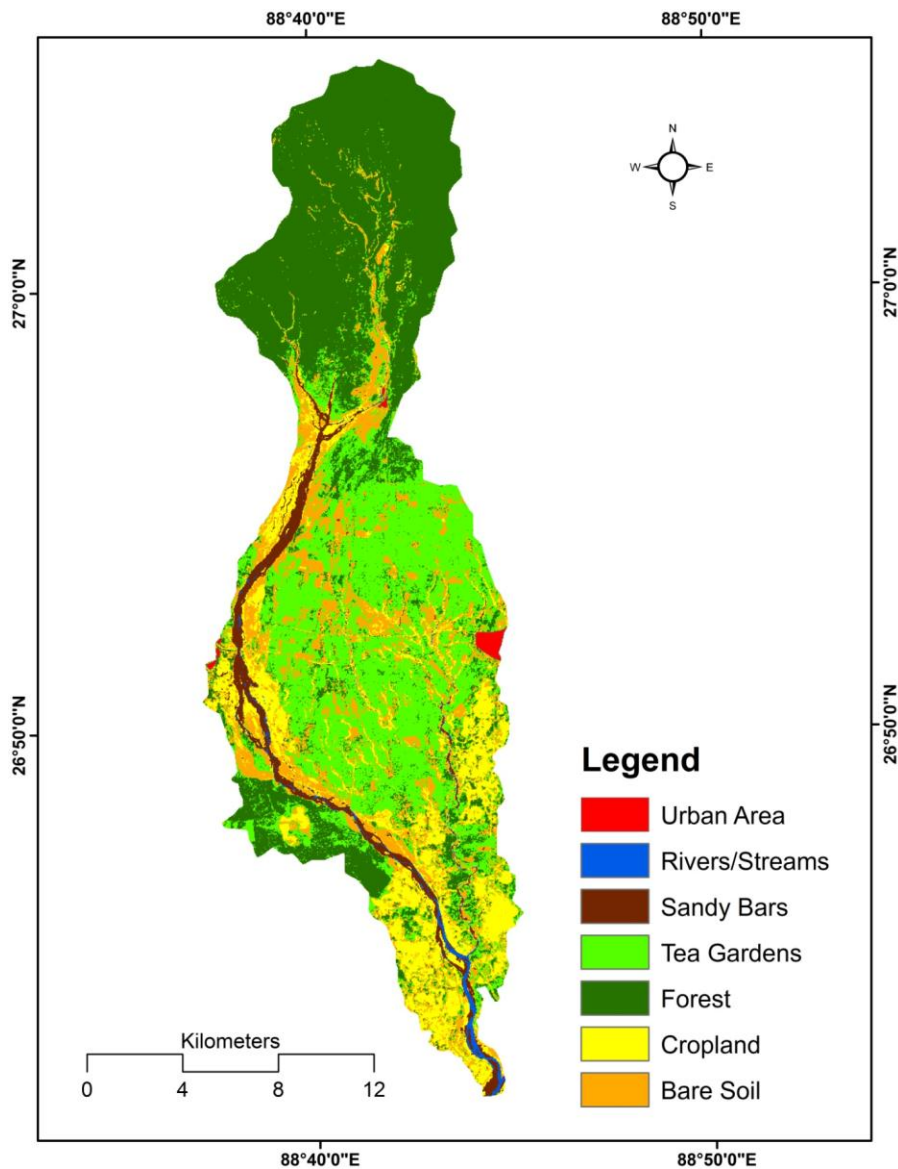 88°40'0"E 88°50'0"E
N
W E
S
27°0'0"N 27°0'0"N
26°50'0"N 26°50'0"N
Legend
Urban Area
Rivers/Streams
Sandy Bars
Tea Gardens
Forest
Cropland
Bare Soil
Kilometers
0 4 8 12
88°40'0"E 88°50'0"E